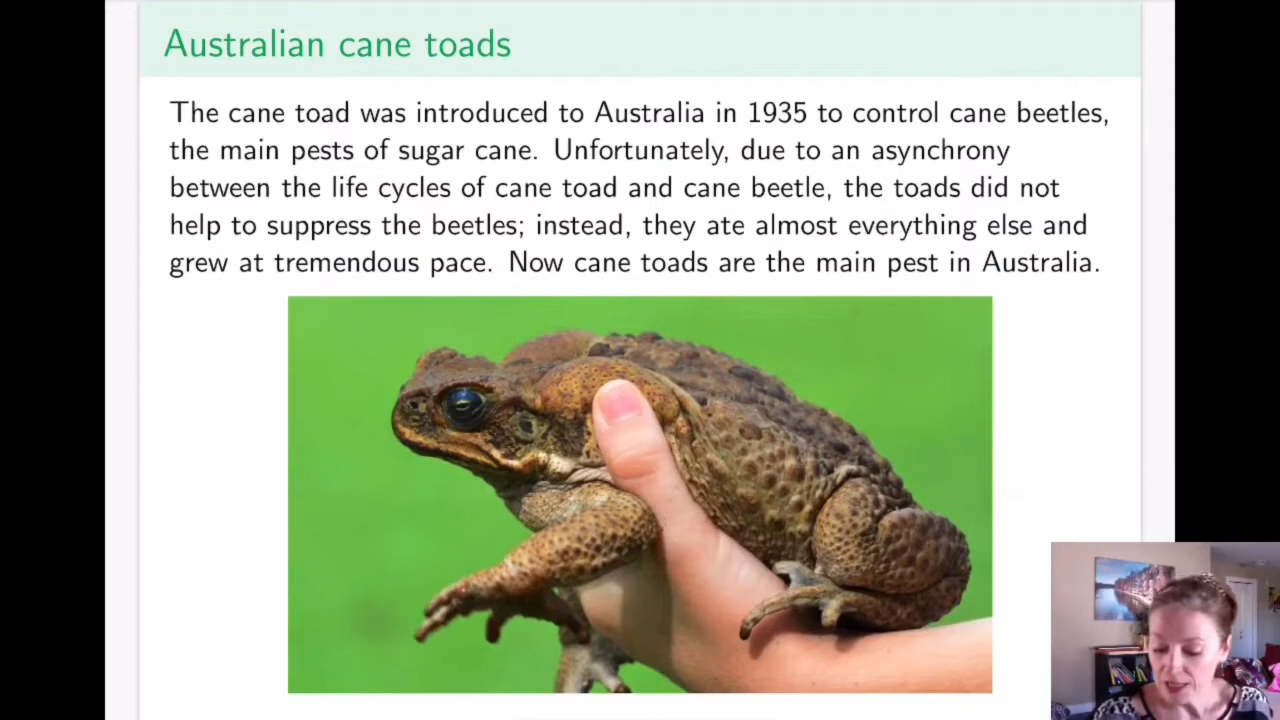 Australian cane toads
The cane toad was introduced to Australia in 1935 to control cane beetles,
the main pests of sugar cane. Unfortunately, due to an asynchrony
between the life cycles of cane toad and cane beetle, the toads did not
help to suppress the beetles; instead, they ate almost everything else and
grew at tremendous pace. Now cane toads are the main pest in Australia.